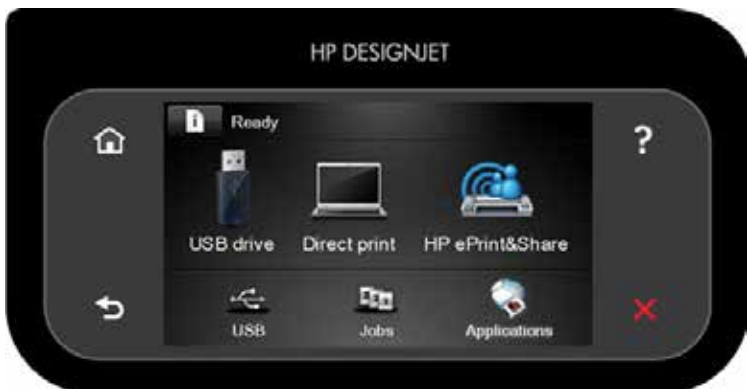 HP DESIGNJET
Ready
USB drive Direct print HP ePrint&Share
USB Jobs Applications
?